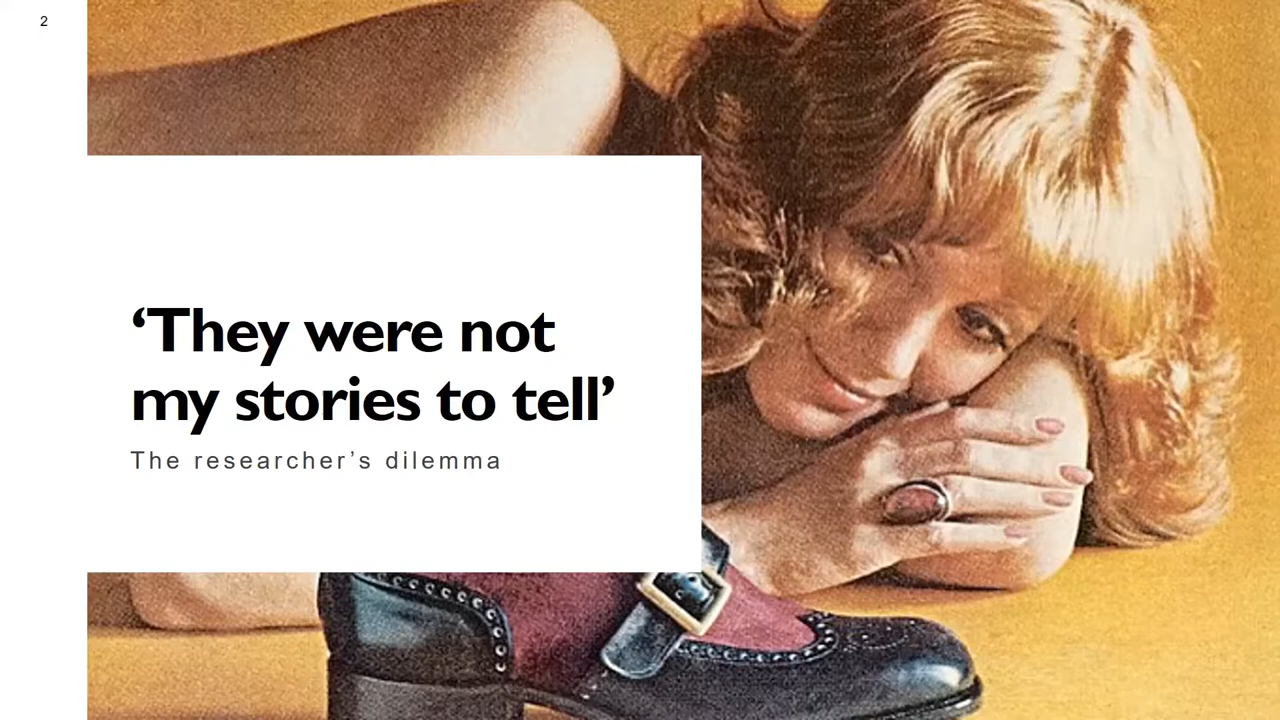 2
‘They were not
my stories to tell’
The researcher’s dilemma